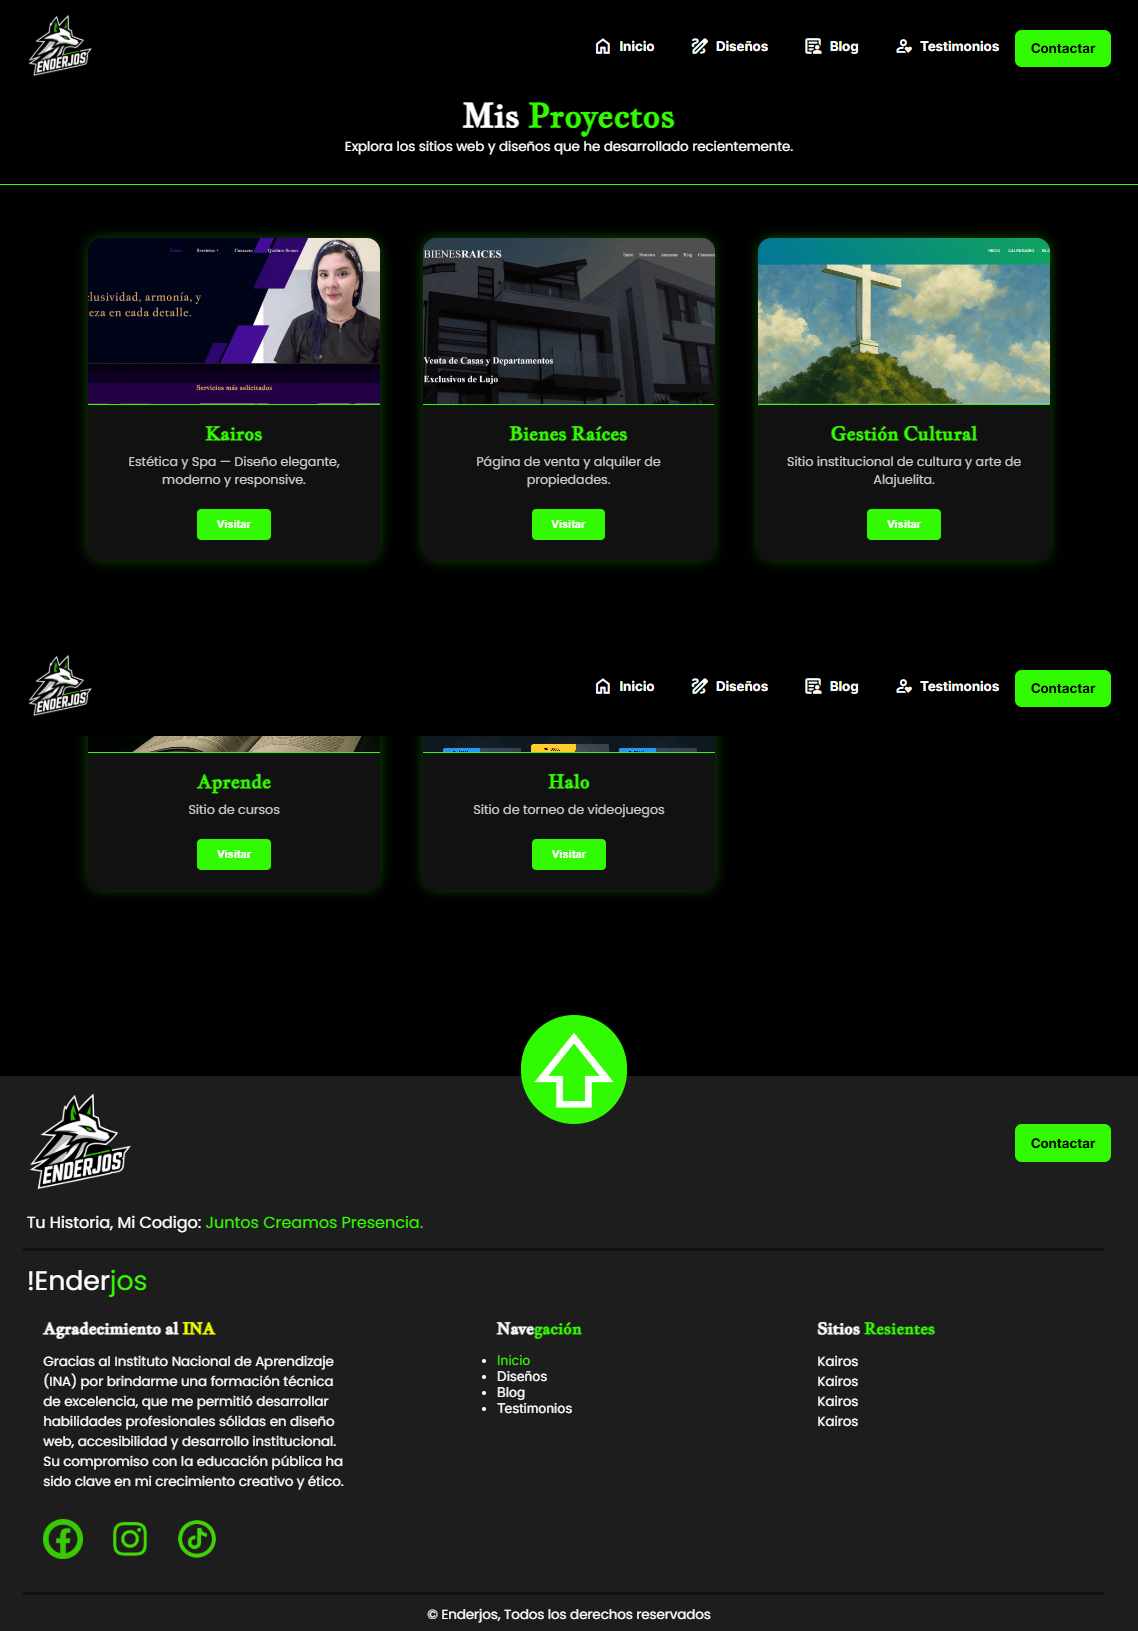 ENDERJOS
Inicio
Diseños
Blog
Testimonios
Contactar
Mis Proyectos
Explora los sitios web y diseños que he desarrollado recientemente.
Inicio
Servicios
Contacto
Quiénes Somos
clusividad, armonía, y
eza en cada detalle.
Servicios más solicitados
BIENESRAICES
Inicio
Nosotros
Anuncios
Blog
Contacto
Venta de Casas y Departamentos
Exclusivos de Lujo
INICIO
CALENDARIO
Kairos
Estética y Spa — Diseño elegante,
moderno y responsive.
Visitar
Bienes Raíces
Página de venta y alquiler de
propiedades.
Visitar
Gestión Cultural
Sitio institucional de cultura y arte de
Alajuelita.
Visitar
ENDERJOS
Inicio
Diseños
Blog
Testimonios
Contactar
Aprende
Sitio de cursos
Visitar
Halo
Sitio de torneo de videojuegos
Visitar
ENDERJOS
Contactar
Tu Historia, Mi Codigo: Juntos Creamos Presencia.
!Enderjos
Agradecimiento al INA
Gracias al Instituto Nacional de Aprendizaje
(INA) por brindarme una formación técnica
de excelencia, que me permitió desarrollar
habilidades profesionales sólidas en diseño
web, accesibilidad y desarrollo institucional.
Su compromiso con la educación pública ha
sido clave en mi crecimiento creativo y ético.
Navegación
Inicio
Diseños
Blog
Testimonios
Sitios Resientes
Kairos
Kairos
Kairos
Kairos
© Enderjos, Todos los derechos reservados